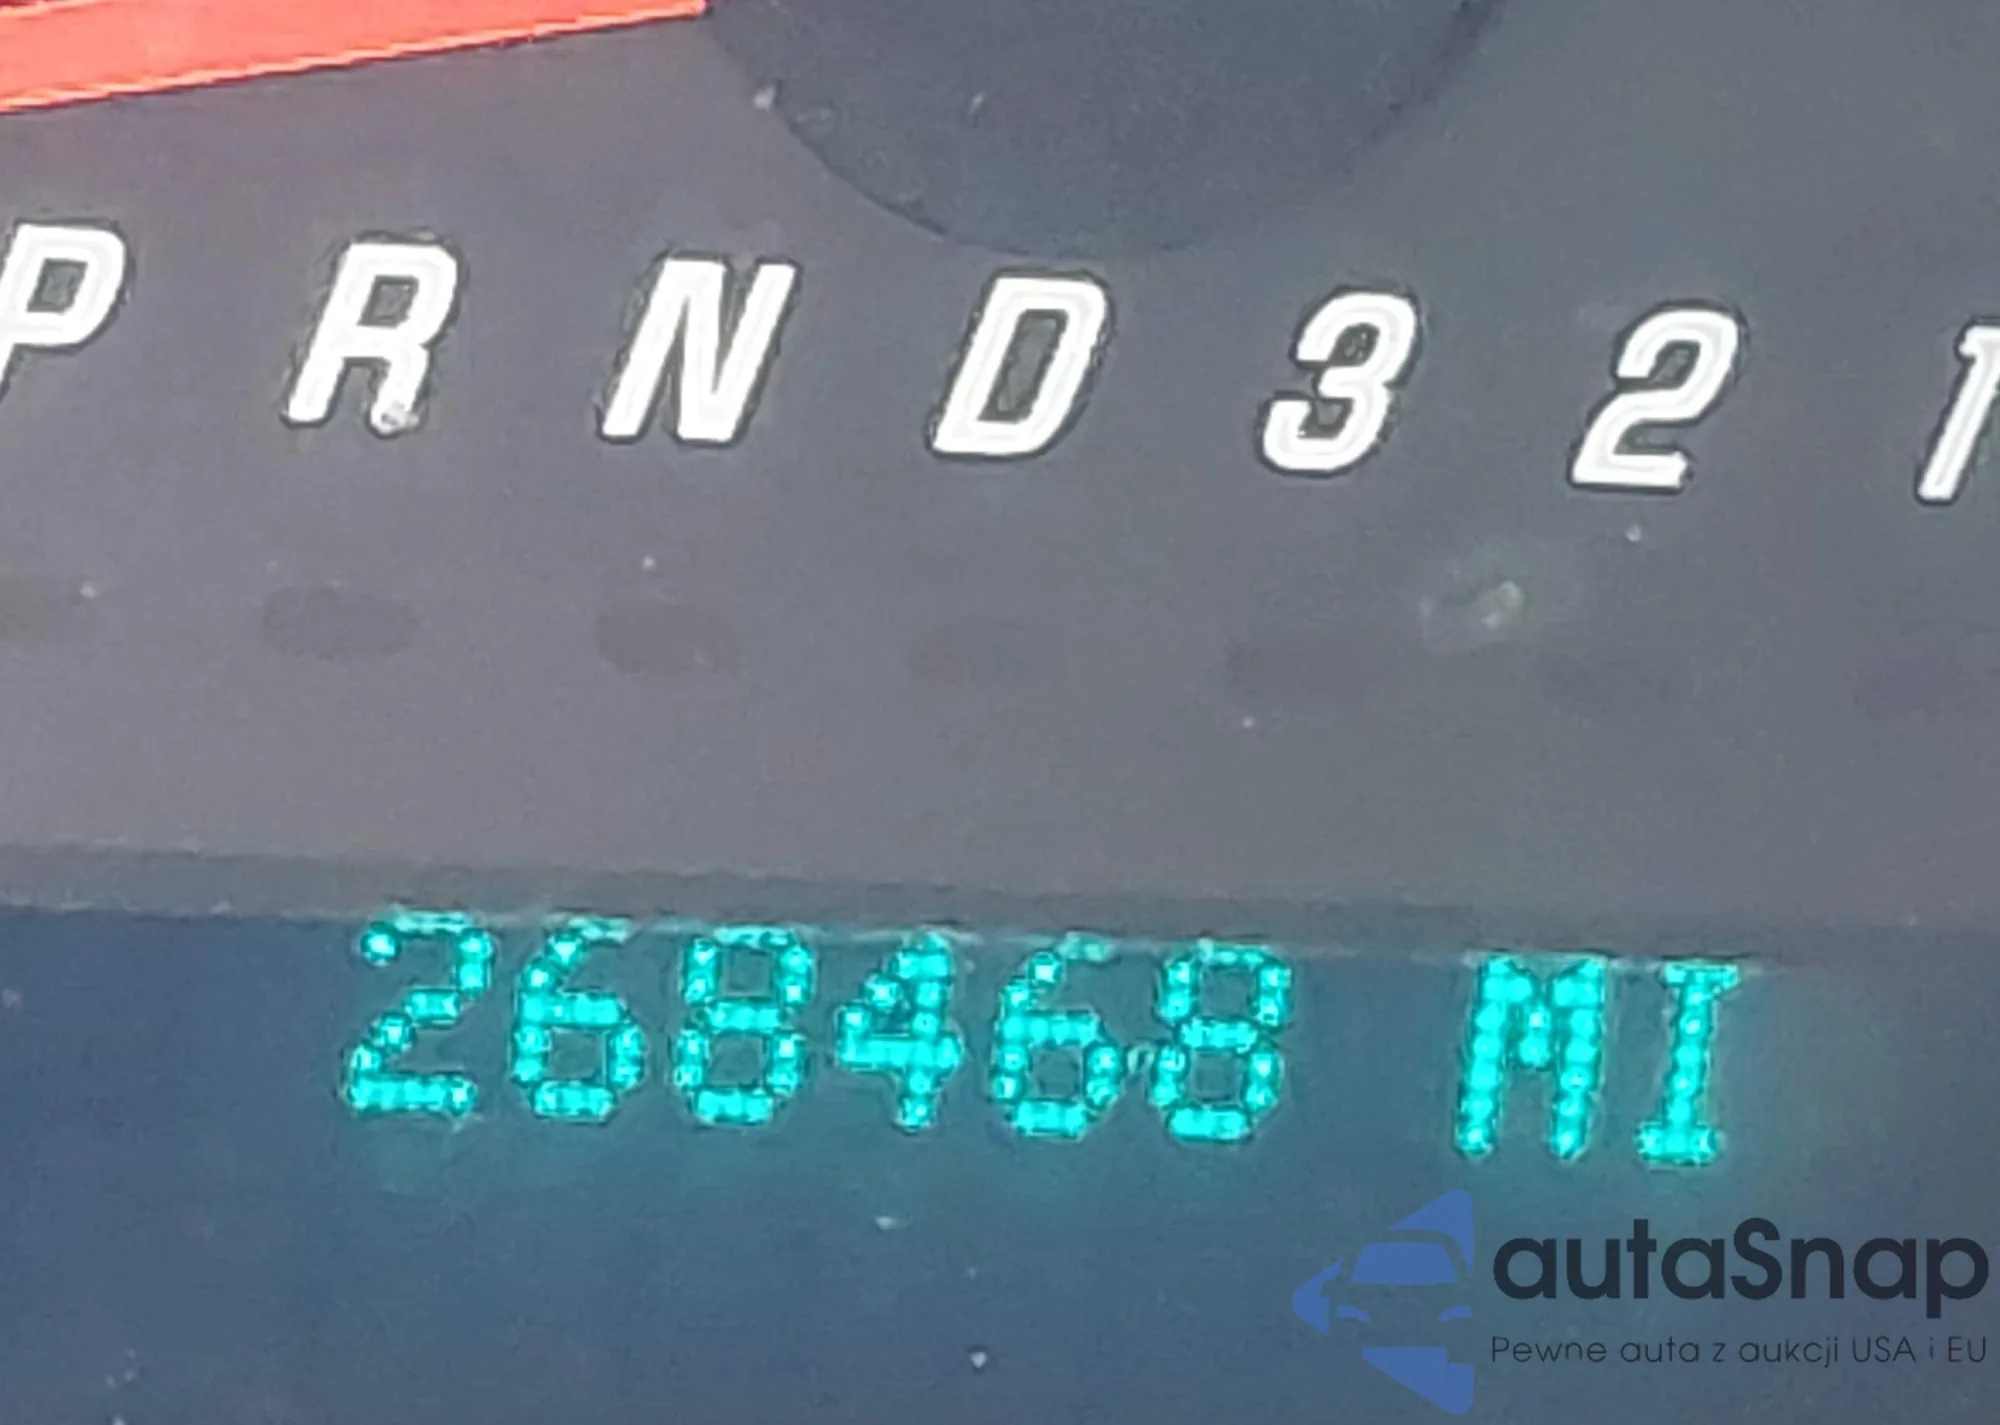 P R N D 3 2 1
268468 MI
autaSnap
Pewne auta z aukcji USA i EU